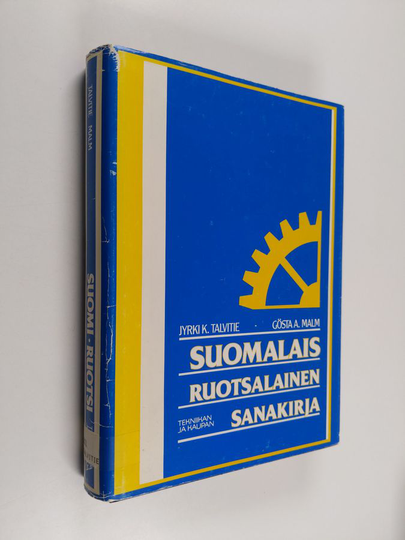 TALVITIE MALM
SUOMI · RUOTSI
JYRKI K. TALVITIE · GÖSTA A. MALM
SUOMALAIS
RUOTSALAINEN
TEKNIIKAN
JA KAUPAN
SANAKIRJA